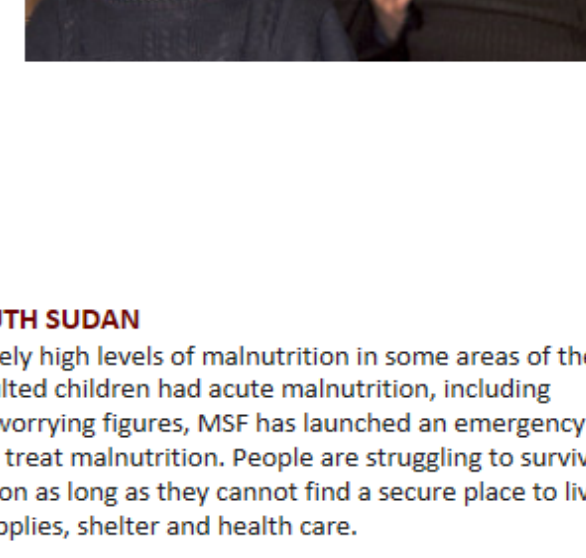 UTH SUDAN
ely high levels of malnutrition in some areas of the
lted children had acute malnutrition, including
worrying figures, MSF has launched an emergency
treat malnutrition. People are struggling to surviv
on as long as they cannot find a secure place to liv
pplies, shelter and health care.